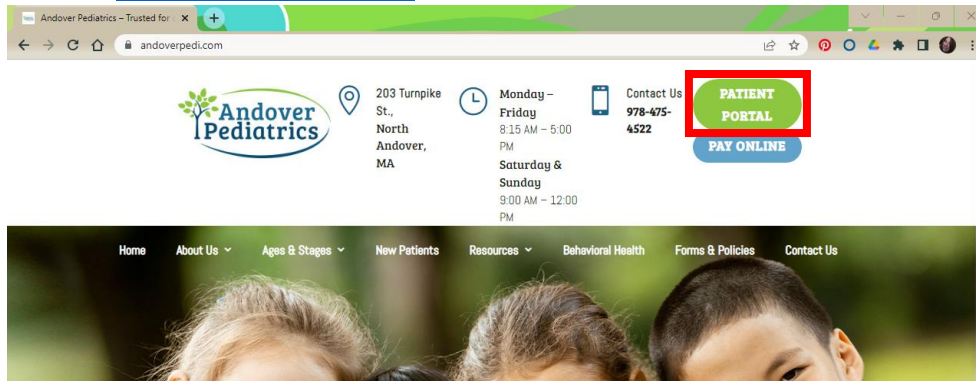 Andover Pediatrics – Trusted for
andoverpedi.com
Andover
Pediatrics
203 Turnpike
St.,
North
Andover,
MA
Monday –
Friday
8:15 AM – 5:00
PM
Saturday &
Sunday
9:00 AM – 12:00
PM
Contact Us
978-475-
4522
PATIENT
PORTAL
PAY ONLINE
Home About Us Ages & Stages New Patients Resources Behavioral Health Forms & Policies Contact Us